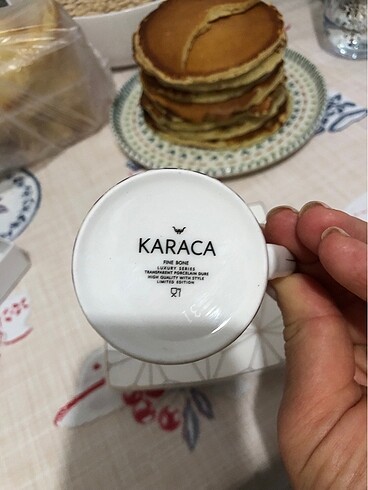 KARACA
FINE BONE
LUXURY SERIES
TRANSPARENT PORCELAIN DURE
HIGH QUALITY WITH STYLE
LIMITED EDITION